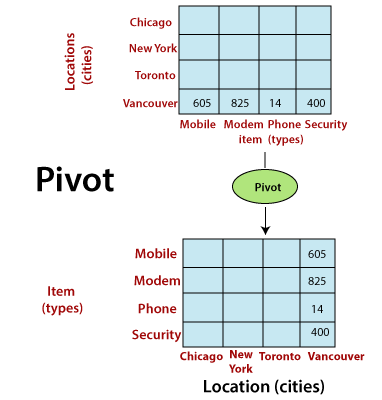 Locations
(cities)
Chicago
New York
Toronto
Vancouver 605 825 14 400
Mobile Modem Phone Security
item (types)
Pivot
Pivot
Item
(types)
Mobile 605
Modem 825
Phone 14
Security 400
Chicago New York Toronto Vancouver
Location (cities)